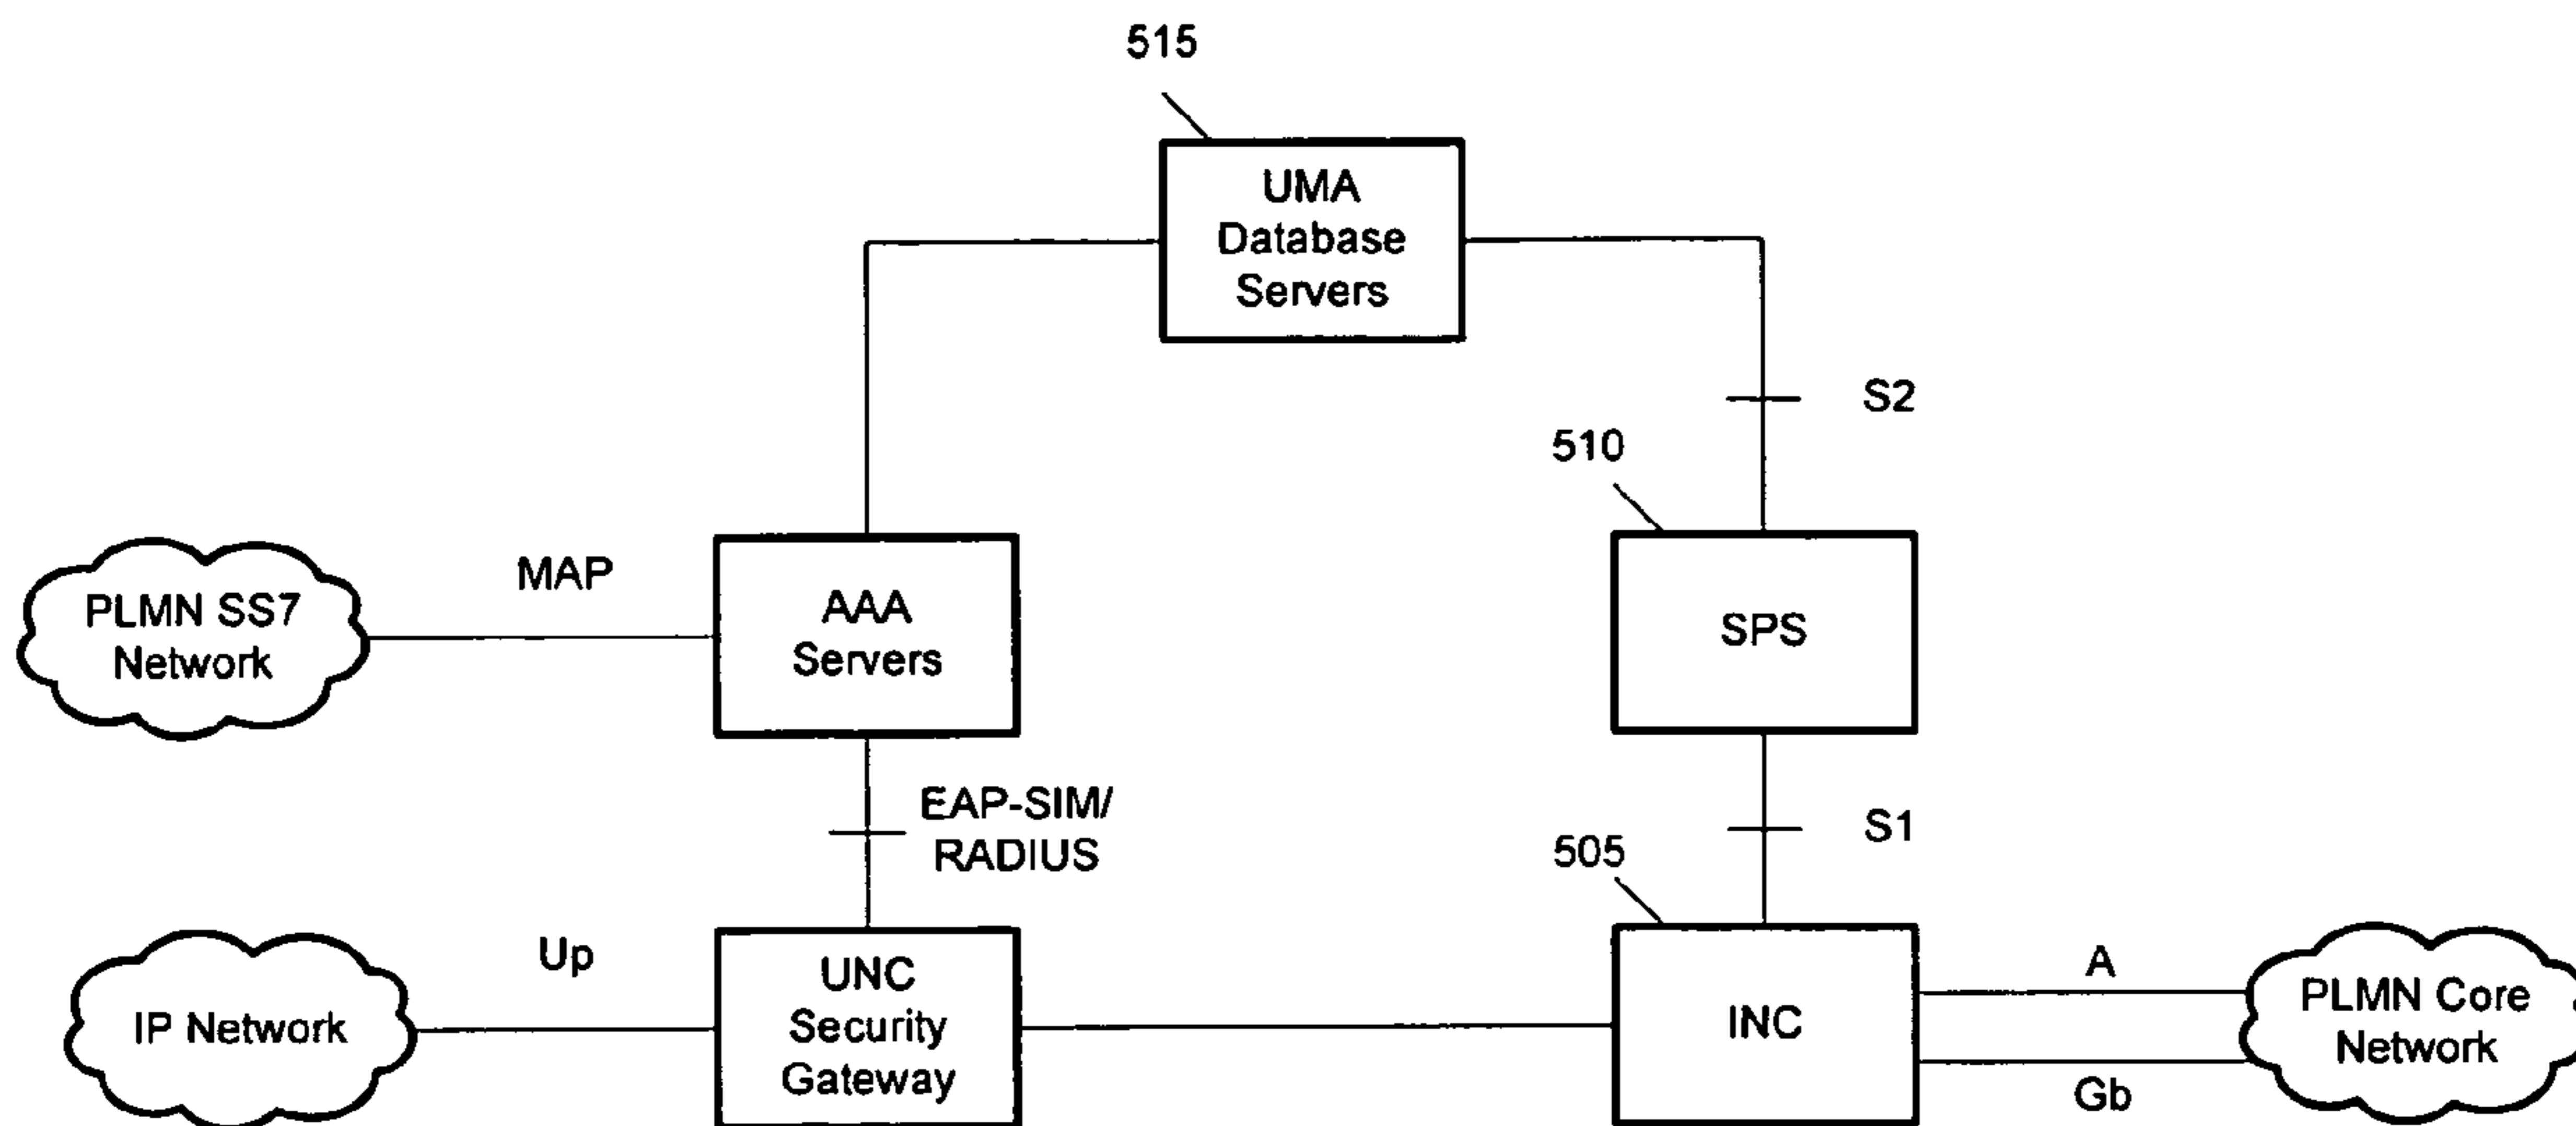 515
UMA
Database
Servers
S2
510
MAP
PLMN SS7
Network
AAA
Servers
SPS
EAP-SIM/
RADIUS
S1
505
Up
IP Network
UNC
Security
Gateway
INC
A
Gb
PLMN Core
Network